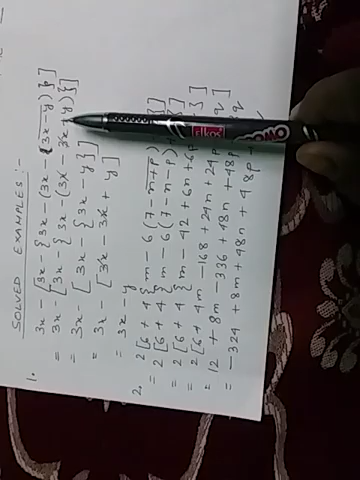 SOLVED EXAMPLES :-
1. 3x - [3x - {3x - (3x - (3x - y)}]
= 3x - [3x - {3x - (3x - 3x + y)}]
= 3x - [3x - {3x - y}]
= 3x - [3x - 3x + y]
= 3x - y
2. 2[6 + 4{m - 6(7 - n + p)
= 2[6 + 4{m - 6(7 - n - p)
= 2[6 + 4{m - 42 + 6n + 6p
= 2[6 + 4m - 168 + 24n + 24p
= 12 + 8m - 336 + 48n + 48p
= -324 + 8m + 48n + 48p
elkos